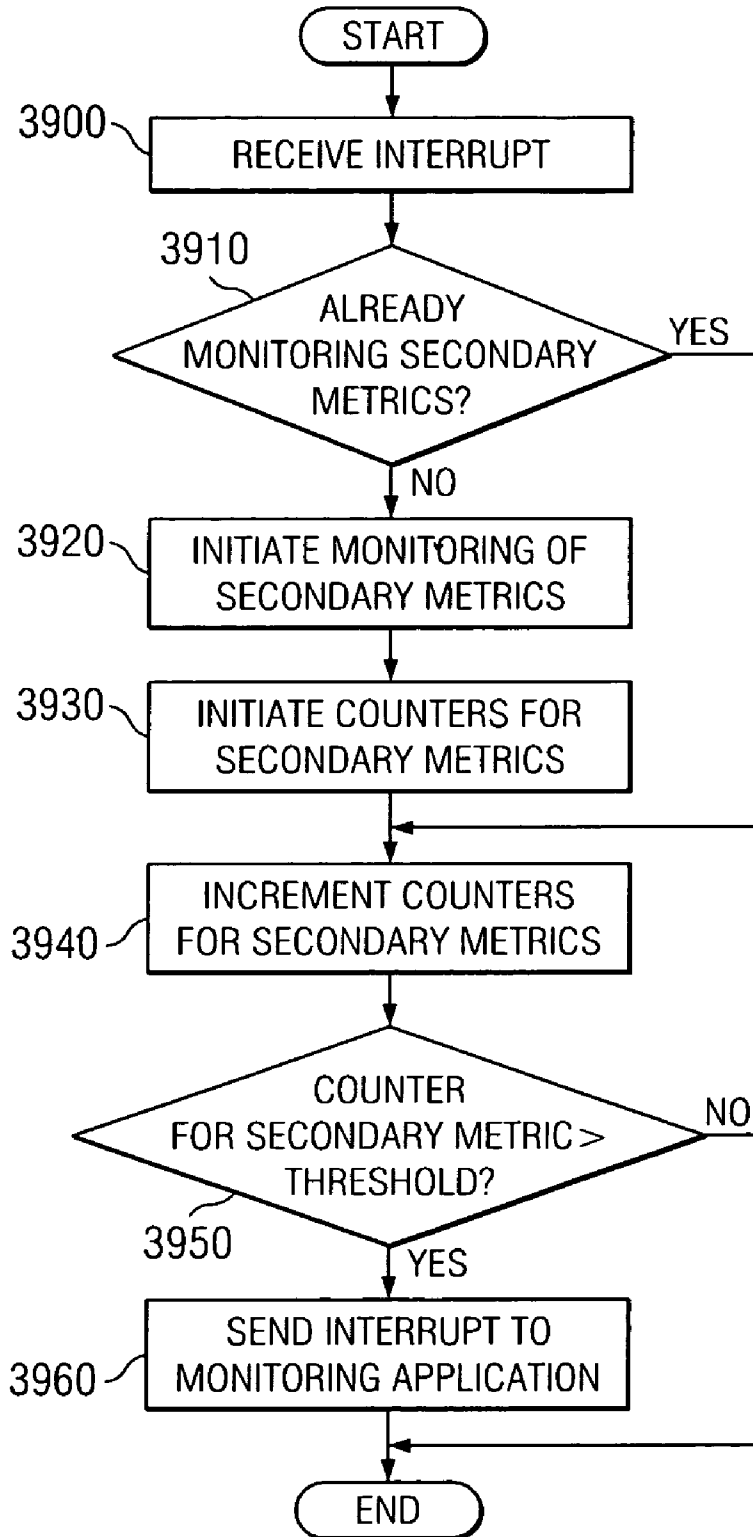 START
3900
RECEIVE INTERRUPT
3910
ALREADY
MONITORING SECONDARY
METRICS?
YES
NO
3920
INITIATE MONITORING OF
SECONDARY METRICS
3930
INITIATE COUNTERS FOR
SECONDARY METRICS
INCREMENT COUNTERS
FOR SECONDARY METRICS
3940
COUNTER
FOR SECONDARY METRIC >
THRESHOLD?
NO
3950
YES
SEND INTERRUPT TO
MONITORING APPLICATION
3960
END